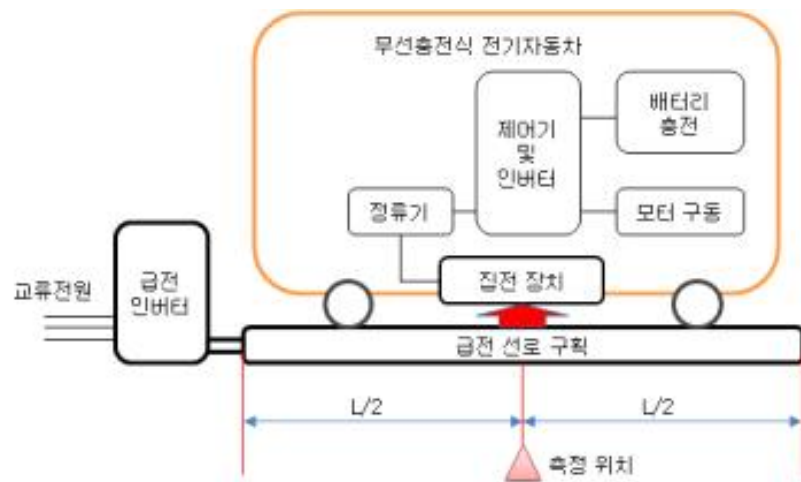 무선충전식 전기자동차
제어기
및
인버터
배터리
충전
정류기
모터 구동
집전 장치
교류전원
급전
인버터
급전 선로 구획
L/2
L/2
측정 위치